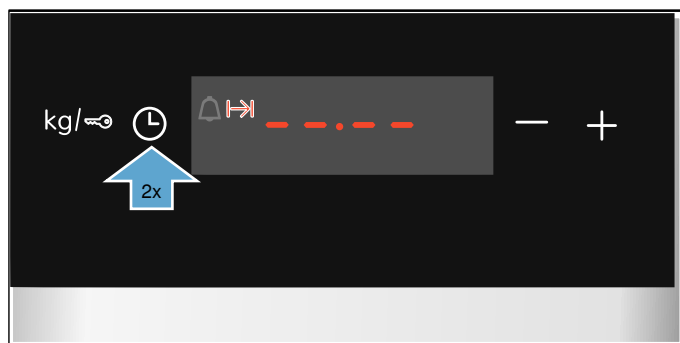 kg/
– –.– –
2x